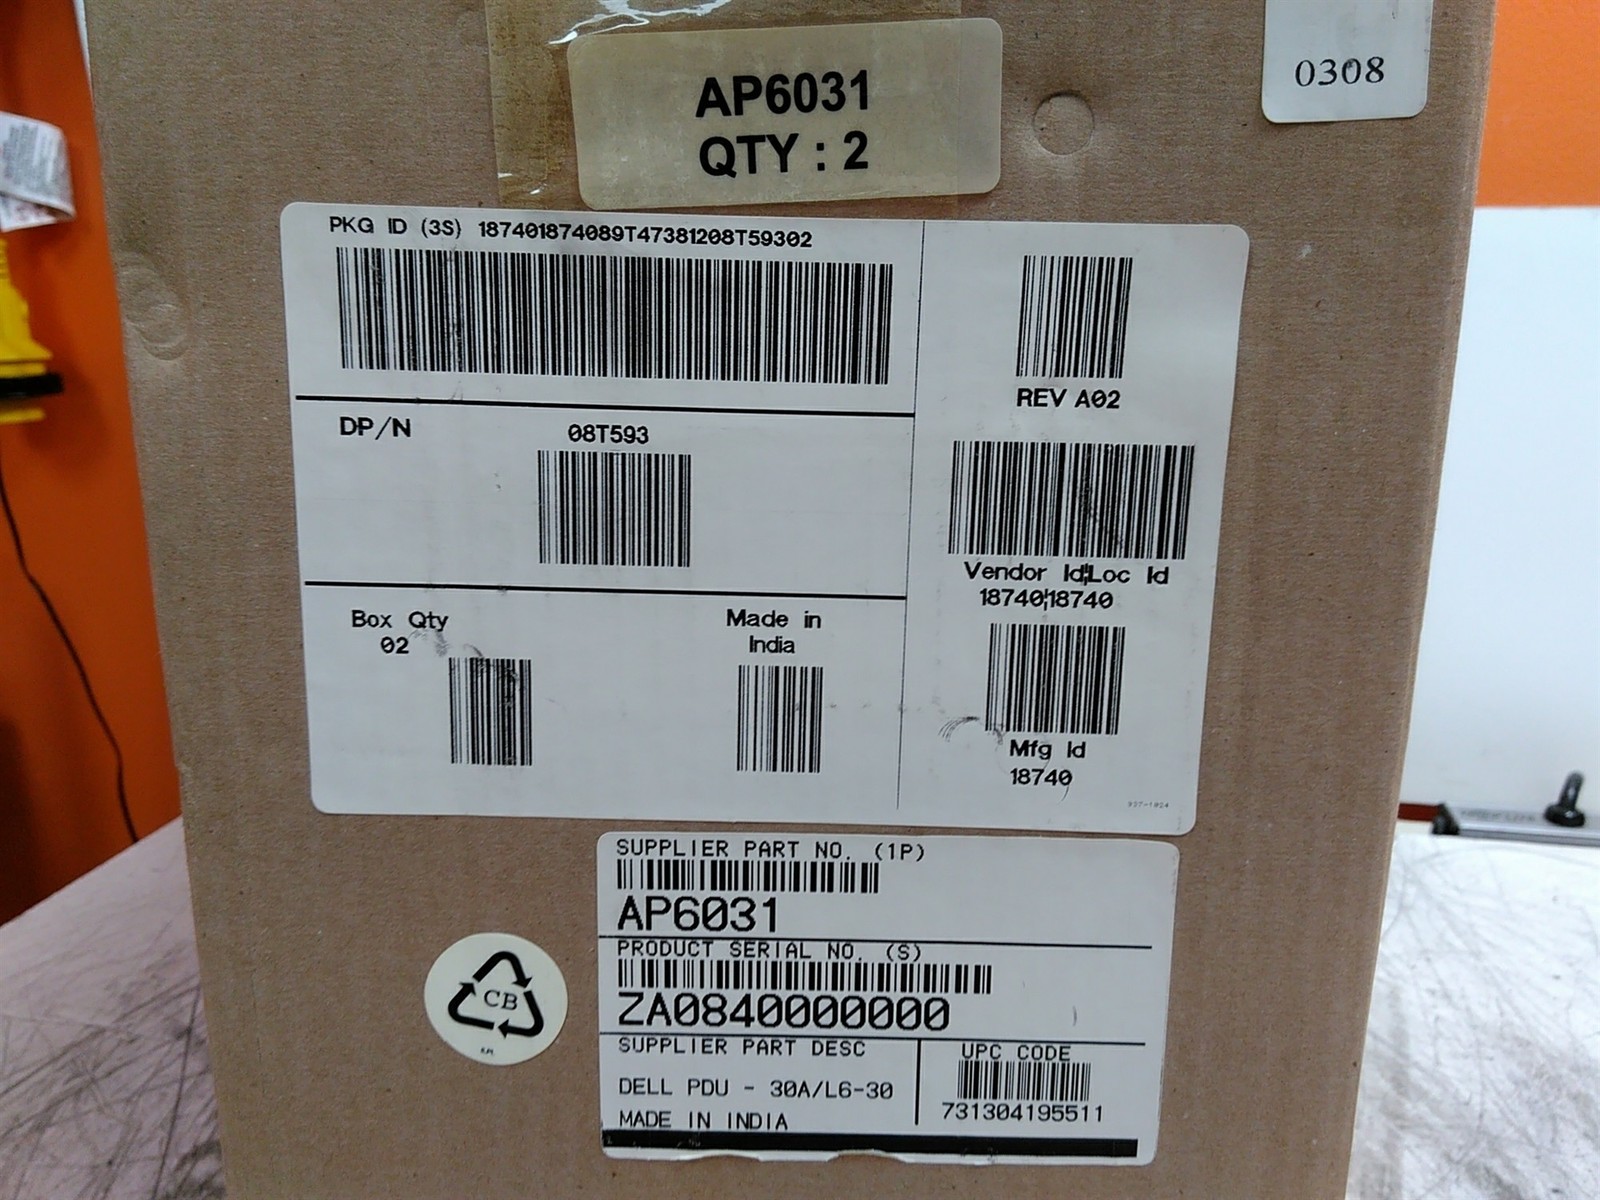 AP6031
QTY : 2
0308
PKG ID (3S) 187401874089T47381208T59302
REV A02
DP/N
08T593
Vendor Id¦Loc Id
18740¦18740
Box Qty
02
Made in
India
Mfg Id
18740
SUPPLIER PART NO. (1P)
AP6031
PRODUCT SERIAL NO. (S)
ZA0840000000
SUPPLIER PART DESC
DELL PDU - 30A/L6-30
MADE IN INDIA
UPC CODE
731304195511
CB